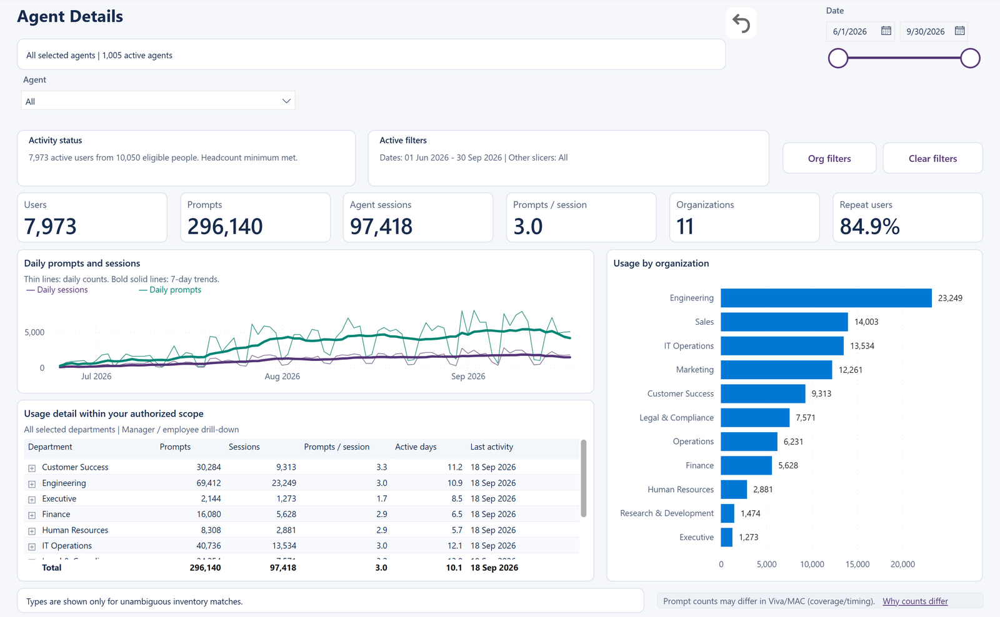 Agent Details
Date
6/1/2026
9/30/2026
All selected agents | 1,005 active agents
Agent
All
Activity status
7,973 active users from 10,050 eligible people. Headcount minimum met.
Active filters
Dates: 01 Jun 2026 - 30 Sep 2026 | Other slicers: All
Org filters
Clear filters
Users
7,973
Prompts
296,140
Agent sessions
97,418
Prompts / session
3.0
Organizations
11
Repeat users
84.9%
Daily prompts and sessions
Thin lines: daily counts. Bold solid lines: 7-day trends.
Daily sessions
Daily prompts
5,000
0
Jul 2026
Aug 2026
Sep 2026
Usage by organization
Engineering 23,249
Sales 14,003
IT Operations 13,534
Marketing 12,261
Customer Success 9,313
Legal & Compliance 7,571
Operations 6,231
Finance 5,628
Human Resources 2,881
Research & Development 1,474
Executive 1,273
0 5,000 10,000 15,000 20,000
Usage detail within your authorized scope
All selected departments | Manager / employee drill-down
Department Prompts Sessions Prompts / session Active days Last activity
Customer Success 30,284 9,313 3.3 11.2 18 Sep 2026
Engineering 69,412 23,249 3.0 10.9 18 Sep 2026
Executive 2,144 1,273 1.7 8.5 18 Sep 2026
Finance 16,080 5,628 2.9 6.5 18 Sep 2026
Human Resources 8,308 2,881 2.9 5.7 18 Sep 2026
IT Operations 40,736 13,534 3.0 12.1 18 Sep 2026
Total 296,140 97,418 3.0 10.1 18 Sep 2026
Types are shown only for unambiguous inventory matches.
Prompt counts may differ in Viva/MAC (coverage/timing). Why counts differ